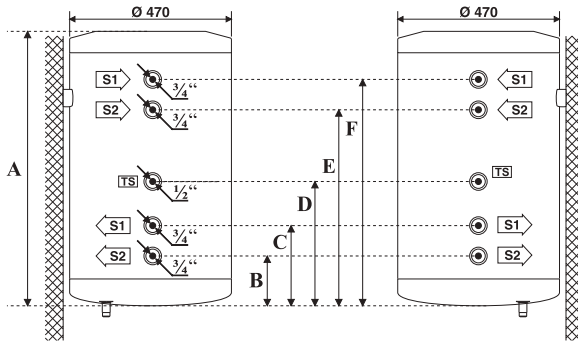 Ø 470 Ø 470
S1 3/4“ F S1
S2 3/4“ E S2
A
TS 1/2“ D TS
S1 3/4“ C S1
S2 3/4“ B S2